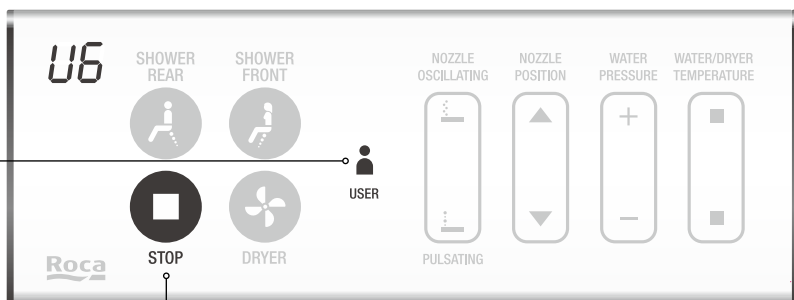 U6
SHOWER
REAR
SHOWER
FRONT
NOZZLE
OSCILLATING
NOZZLE
POSITION
WATER
PRESSURE
WATER/DRYER
TEMPERATURE
USER
STOP
DRYER
PULSATING
Roca